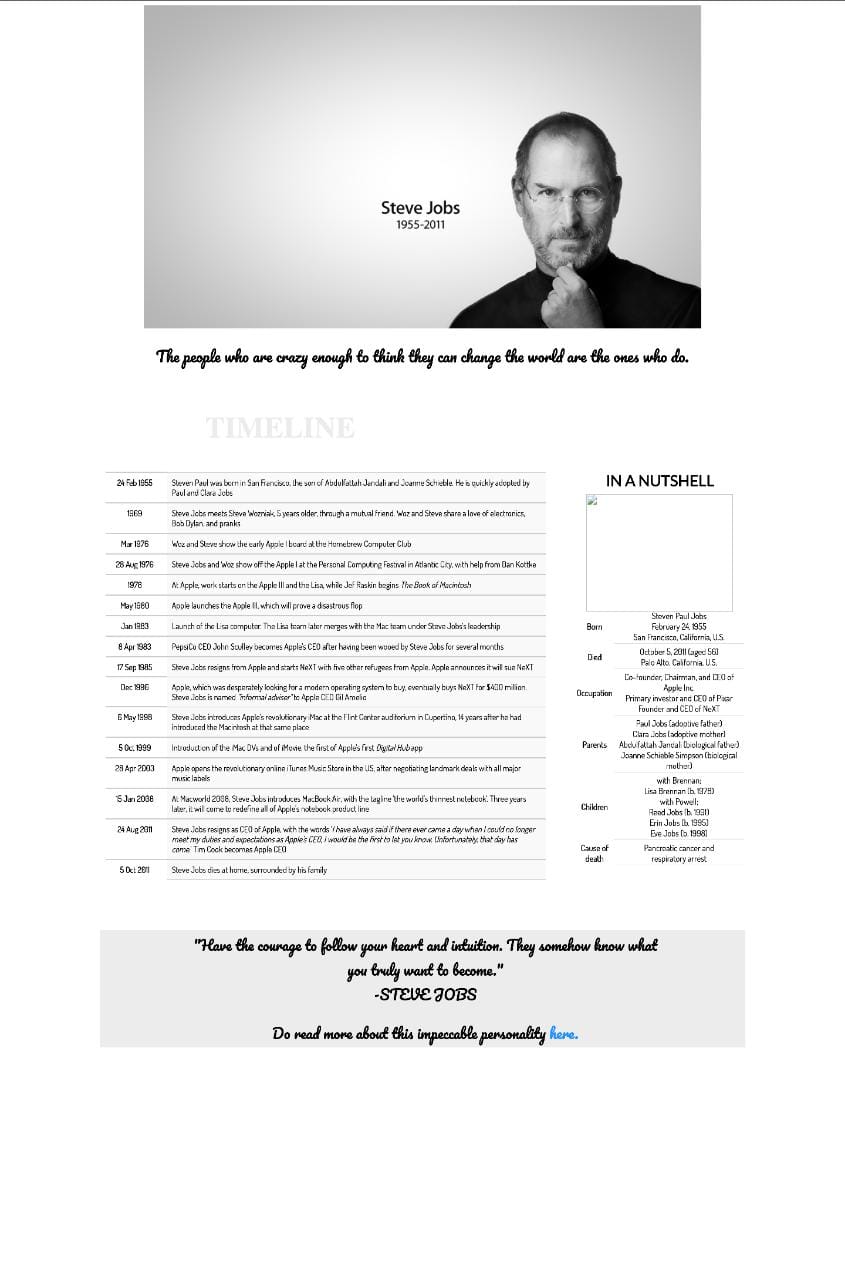 Steve Jobs
1955-2011
The people who are crazy enough to think they can change the world are the ones who do.
TIMELINE
24 Feb 1955 Steven Paul was born in San Francisco, the son of Abdulfattah Jandali and Joanne Schieble. He is quickly adopted by
Paul and Clara Jobs
1969 Steve Jobs meets Steve Wozniak, 5 years older, through a mutual friend. Woz and Steve share a love of electronics,
Bob Dylan, and pranks
Mar 1976 Woz and Steve show the early Apple I board at the Homebrew Computer Club
28 Aug 1976 Steve Jobs and Woz show off the Apple I at the Personal Computing Festival in Atlantic City, with help from Dan Kottke
1978 At Apple, work starts on the Apple III and the Lisa, while Jef Raskin begins The Book of Macintosh
May 1980 Apple launches the Apple III, which will prove a disastrous flop
Jan 1983 Launch of the Lisa computer. The Lisa team later merges with the Mac team under Steve Jobs's leadership
8 Apr 1983 PepsiCo CEO John Sculley becomes Apple's CEO after having been wooed by Steve Jobs for several months
17 Sep 1985 Steve Jobs resigns from Apple and starts NeXT with five other refugees from Apple. Apple announces it will sue NeXT
Dec 1996 Apple, which was desperately looking for a modern operating system to buy, eventually buys NeXT for $400 million.
Steve Jobs is named "informal adviser" to Apple CEO Gil Amelio
6 May 1998 Steve Jobs introduces Apple's revolutionary iMac at the Flint Center auditorium in Cupertino, 14 years after he had
introduced the Macintosh at that same place
5 Oct 1999 Introduction of the iMac DVs and of iMovie, the first of Apple's first Digital Hub app
28 Apr 2003 Apple opens the revolutionary online iTunes Music Store in the US, after negotiating landmark deals with all major
music labels
15 Jan 2008 At Macworld 2008, Steve Jobs introduces MacBook Air, with the tagline 'the world's thinnest notebook'. Three years
later, it will come to redefine all of Apple's notebook product line
24 Aug 2011 Steve Jobs resigns as CEO of Apple, with the words 'I have always said if there ever came a day when I could no longer
meet my duties and expectations as Apple's CEO, I would be the first to let you know. Unfortunately, that day has
come.' Tim Cook becomes Apple CEO
5 Oct 2011 Steve Jobs dies at home, surrounded by his family
IN A NUTSHELL
Steven Paul Jobs
Born February 24, 1955
San Francisco, California, U.S.
Died October 5, 2011 (aged 56)
Palo Alto, California, U.S.
Co-founder, Chairman, and CEO of
Apple Inc.
Occupation Primary investor and CEO of Pixar
Founder and CEO of NeXT
Paul Jobs (adoptive father)
Clara Jobs (adoptive mother)
Parents Abdulfattah Jandali (biological father)
Joanne Schieble Simpson (biological
mother)
with Brennan:
Lisa Brennan (b. 1978)
with Powell:
Children Reed Jobs (b. 1991)
Erin Jobs (b. 1995)
Eve Jobs (b. 1998)
Cause of death Pancreatic cancer and
respiratory arrest
"Have the courage to follow your heart and intuition. They somehow know what
you truly want to become."
-STEVE JOBS
Do read more about this impeccable personality here.